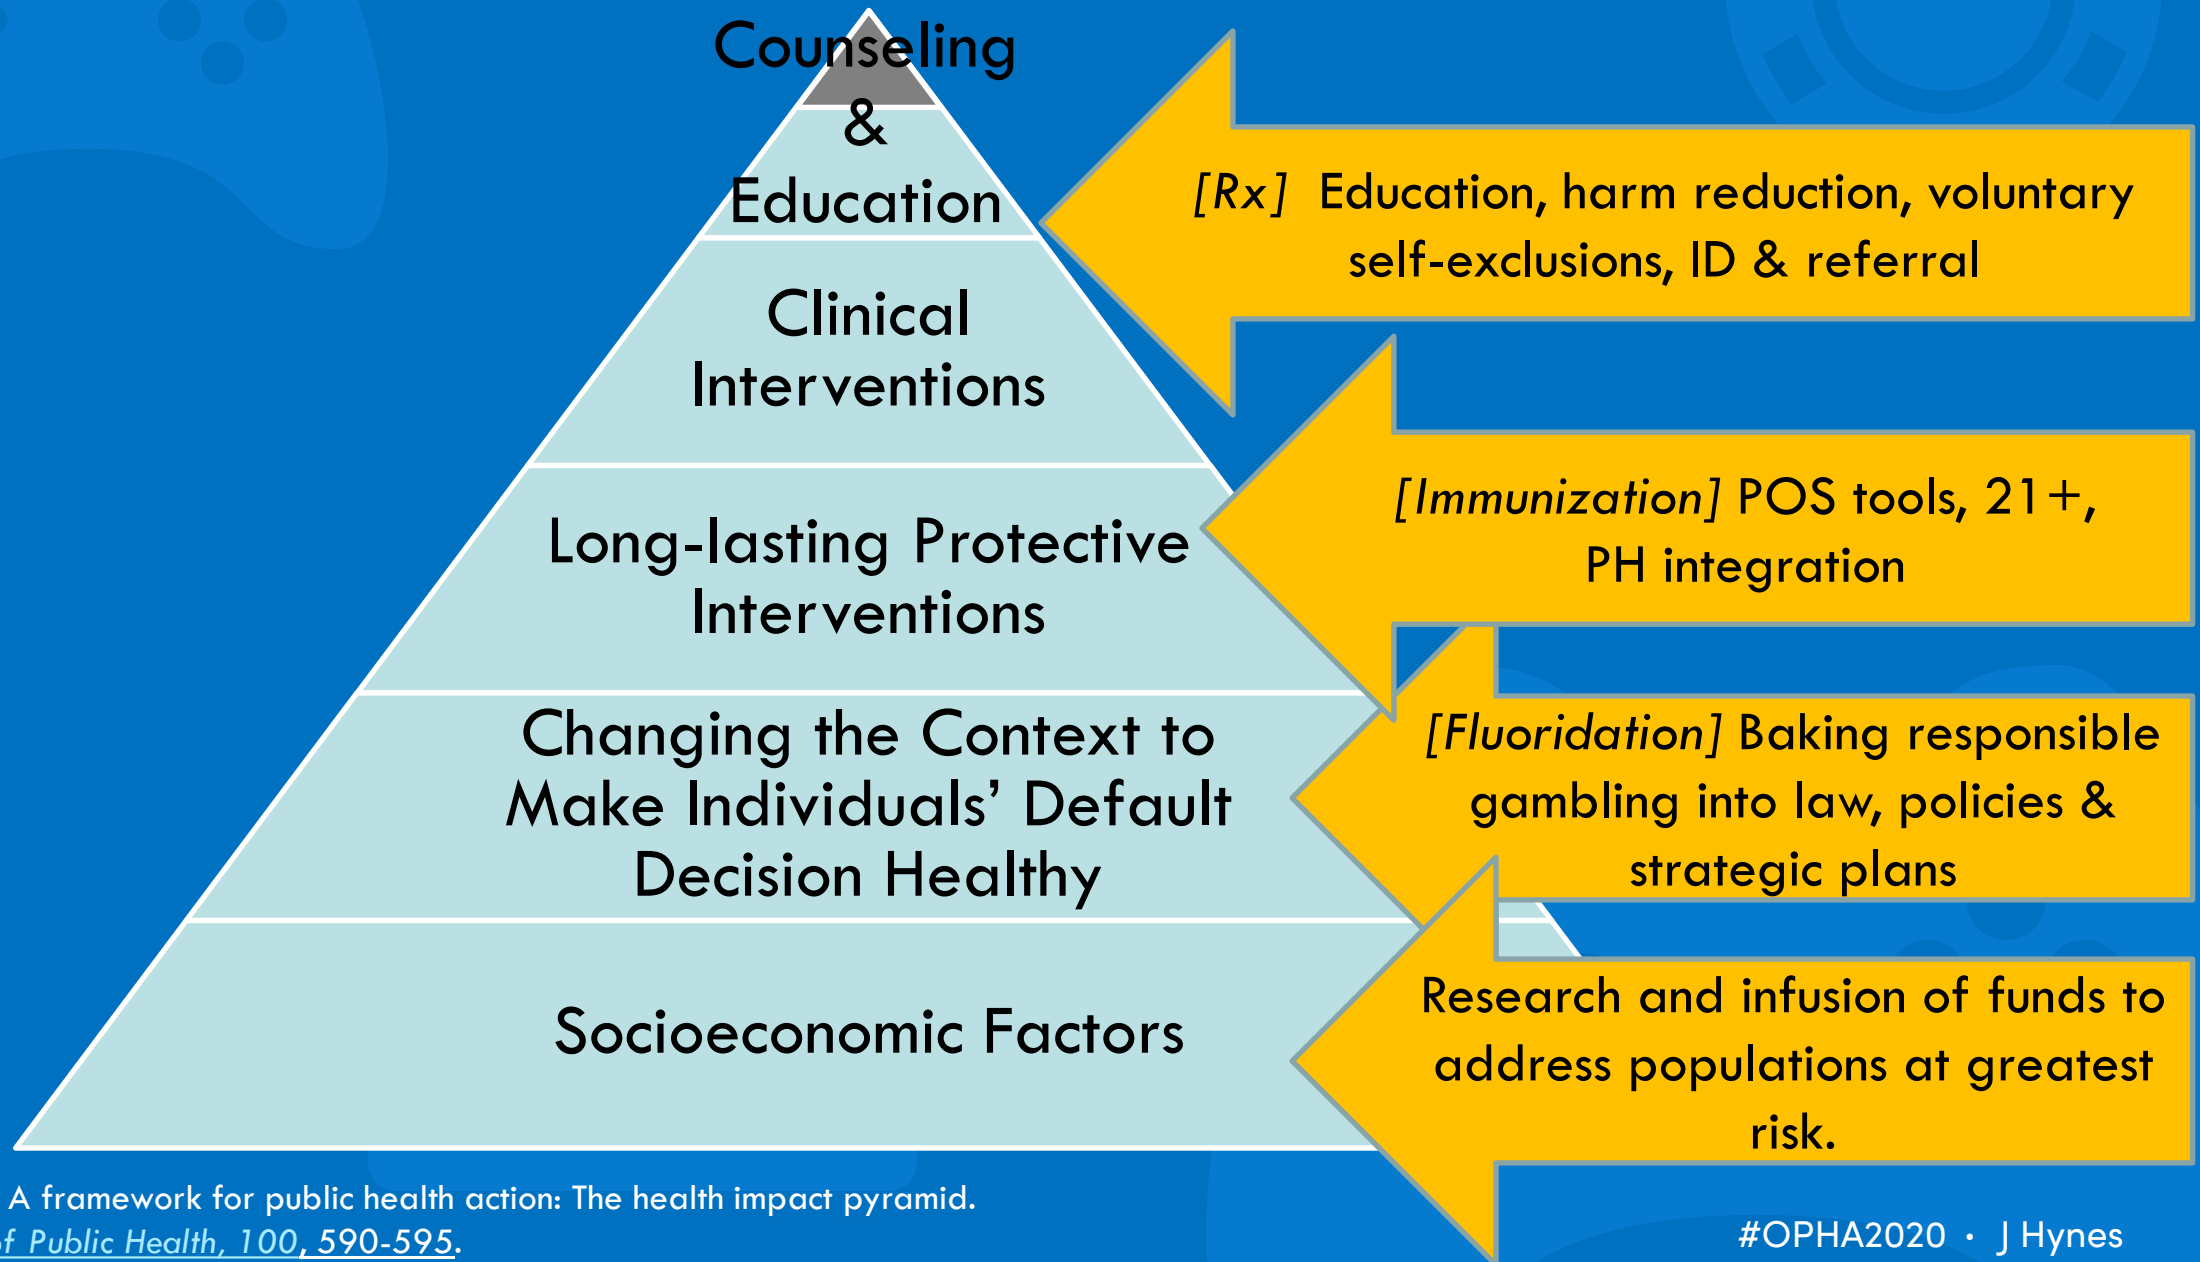 Counseling
&
Education
Clinical
Interventions
Long-lasting Protective
Interventions
Changing the Context to
Make Individuals’ Default
Decision Healthy
Socioeconomic Factors
[Rx] Education, harm reduction, voluntary
self-exclusions, ID & referral
[Immunization] POS tools, 21+,
PH integration
[Fluoridation] Baking responsible
gambling into law, policies &
strategic plans
Research and infusion of funds to
address populations at greatest
risk.
A framework for public health action: The health impact pyramid.
of Public Health, 100, 590-595.
#OPHA2020 · J Hynes